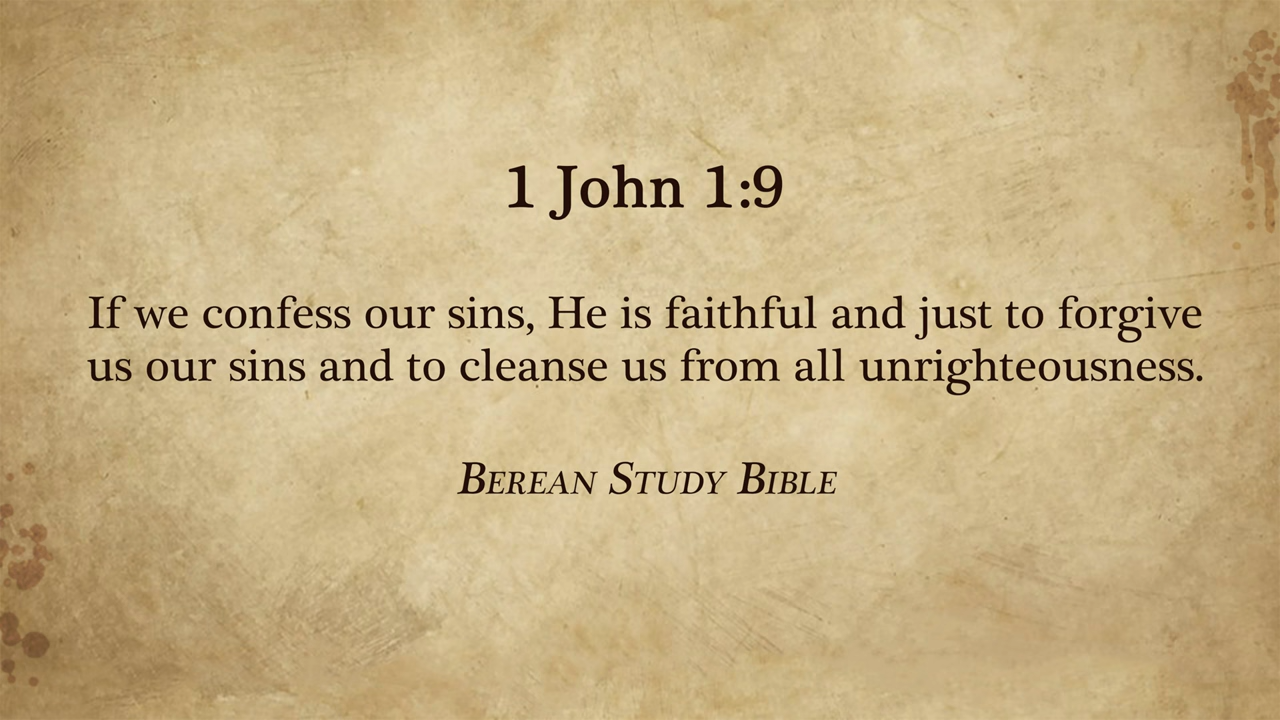 1 John 1:9
If we confess our sins, He is faithful and just to forgive
us our sins and to cleanse us from all unrighteousness.
Berean Study Bible